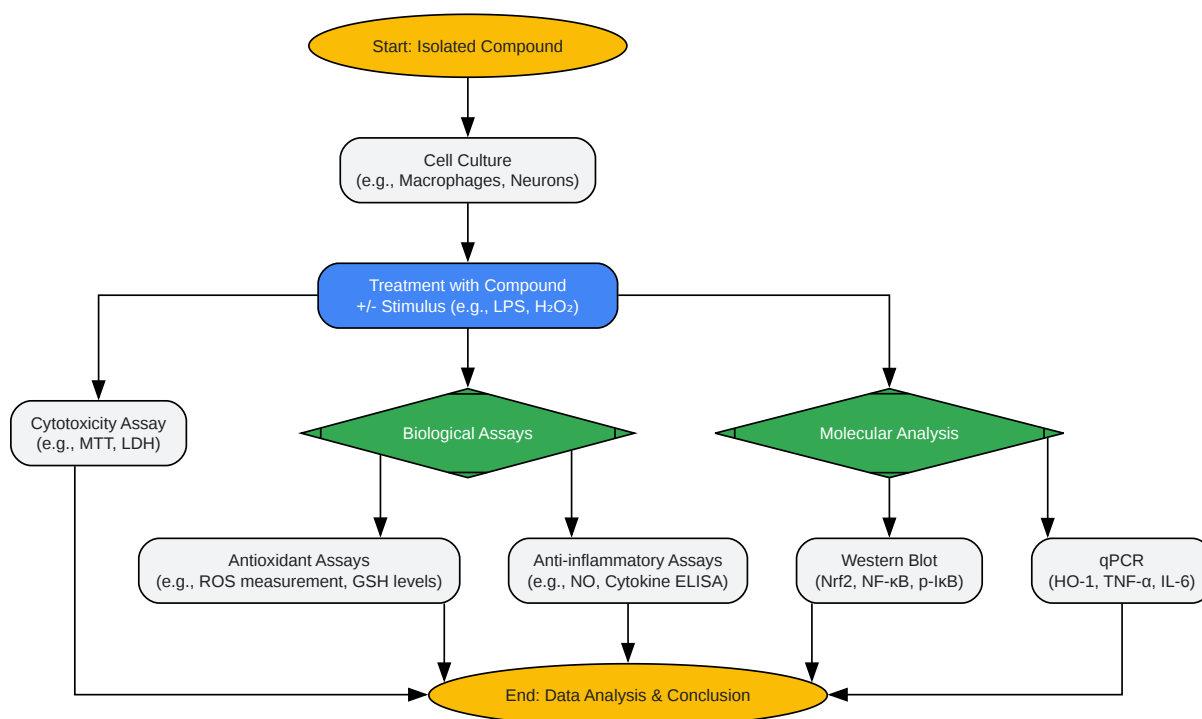 Start: Isolated Compound
Cell Culture
(e.g., Macrophages, Neurons)
Treatment with Compound
+/- Stimulus (e.g., LPS, H₂O₂)
Cytotoxicity Assay
(e.g., MTT, LDH)
Biological Assays
Molecular Analysis
Antioxidant Assays
(e.g., ROS measurement, GSH levels)
Anti-inflammatory Assays
(e.g., NO, Cytokine ELISA)
Western Blot
(Nrf2, NF-κB, p-IκB)
qPCR
(HO-1, TNF-α, IL-6)
End: Data Analysis & Conclusion